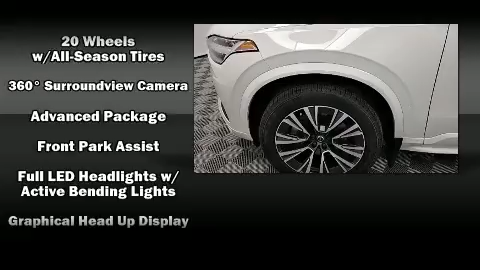 20 Wheels
w/All-Season Tires
360° Surroundview Camera
Advanced Package
Front Park Assist
Full LED Headlights w/
Active Bending Lights
Graphical Head Up Display